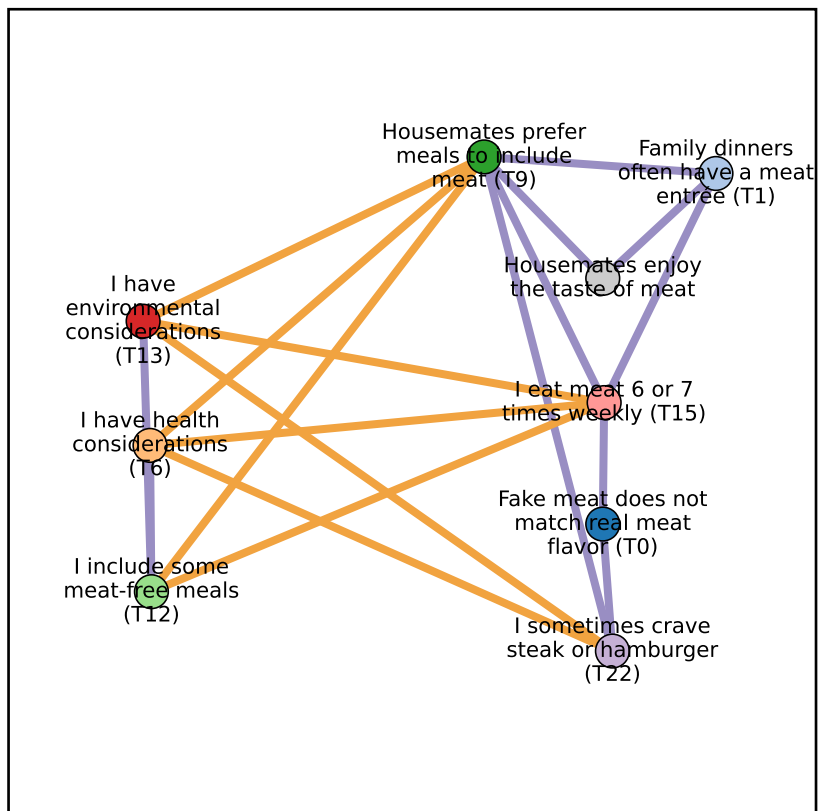 Housemates prefer
meals to include
meat (T9)
Family dinners
often have a meat
entrée (T1)
Housemates enjoy
the taste of meat
I have
environmental
considerations
(T13)
I eat meat 6 or 7
times weekly (T15)
I have health
considerations
(T6)
Fake meat does not
match real meat
flavor (T0)
I include some
meat-free meals
(T12)
I sometimes crave
steak or hamburger
(T22)